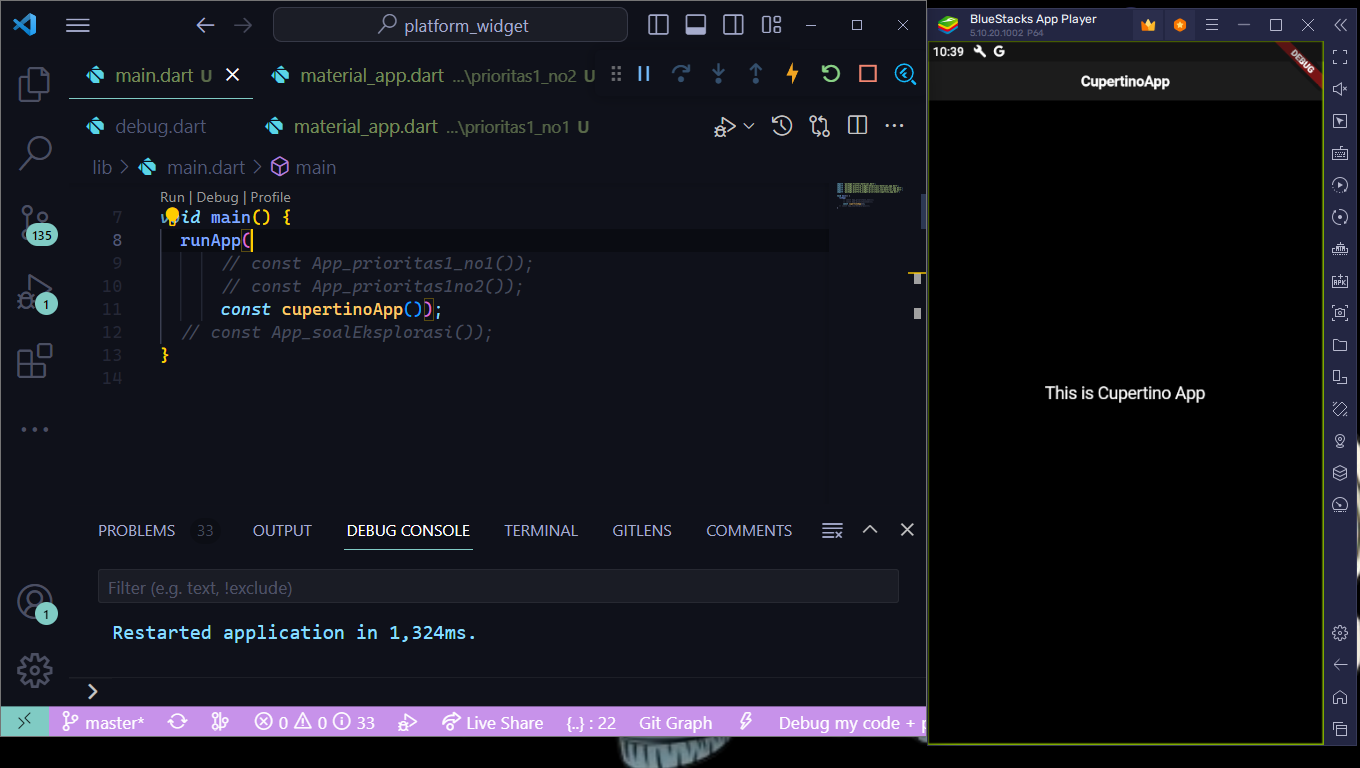 platform_widget
main.dart U
material_app.dart ...\prioritas1_no2 U
debug.dart
material_app.dart ...\prioritas1_no1 U
lib > main.dart > main
Run | Debug | Profile
7 void main() {
8 runApp(
9 // const App_prioritas1_no1());
10 // const App_prioritas1no2());
11 const cupertinoApp());
12 // const App_soalEksplorasi());
13 }
14
135
1
PROBLEMS 33 OUTPUT DEBUG CONSOLE TERMINAL GITLENS COMMENTS
Filter (e.g. text, !exclude)
Restarted application in 1,324ms.
1
master* 0 0 33 Live Share {..} : 22 Git Graph Debug my code + p
BlueStacks App Player
5.10.20.1002 P64
10:39 G
DEBUG
CupertinoApp
This is Cupertino App
APK